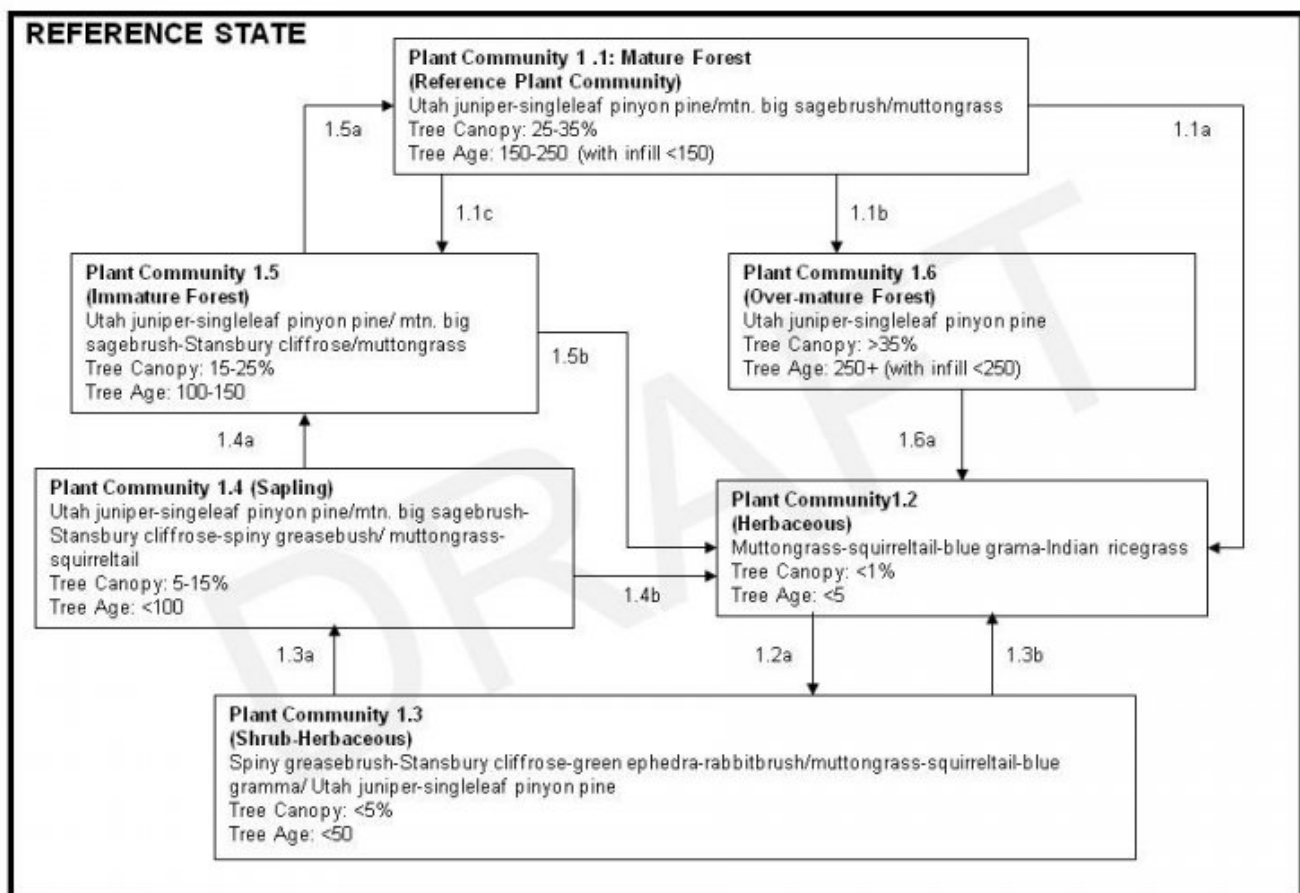 REFERENCE STATE
Plant Community 1 .1: Mature Forest
(Reference Plant Community)
Utah juniper-singleleaf pinyon pine/mtn. big sagebrush/muttongrass
Tree Canopy: 25-35%
Tree Age: 150-250 (with infill <150)
1.5a
1.1a
1.1c
1.1b
Plant Community 1.5
(Immature Forest)
Utah juniper-singleleaf pinyon pine/ mtn. big
sagebrush-Stansbury cliffrose/muttongrass
Tree Canopy: 15-25%
Tree Age: 100-150
Plant Community 1.6
(Over-mature Forest)
Utah juniper-singleleaf pinyon pine
Tree Canopy: >35%
Tree Age: 250+ (with infill <250)
1.5b
1.4a
1.6a
Plant Community 1.4 (Sapling)
Utah juniper-singeleaf pinyon pine/mtn. big sagebrush-
Stansbury cliffrose-spiny greasebush/ muttongrass-
squirreltail
Tree Canopy: 5-15%
Tree Age: <100
Plant Community1.2
(Herbaceous)
Muttongrass-squirreltail-blue grama-Indian ricegrass
Tree Canopy: <1%
Tree Age: <5
1.4b
1.3a
1.2a
1.3b
Plant Community 1.3
(Shrub-Herbaceous)
Spiny greasebrush-Stansbury cliffrose-green ephedra-rabbitbrush/muttongrass-squirreltail-blue
gramma/ Utah juniper-singleleaf pinyon pine
Tree Canopy: <5%
Tree Age: <50
DRAFT